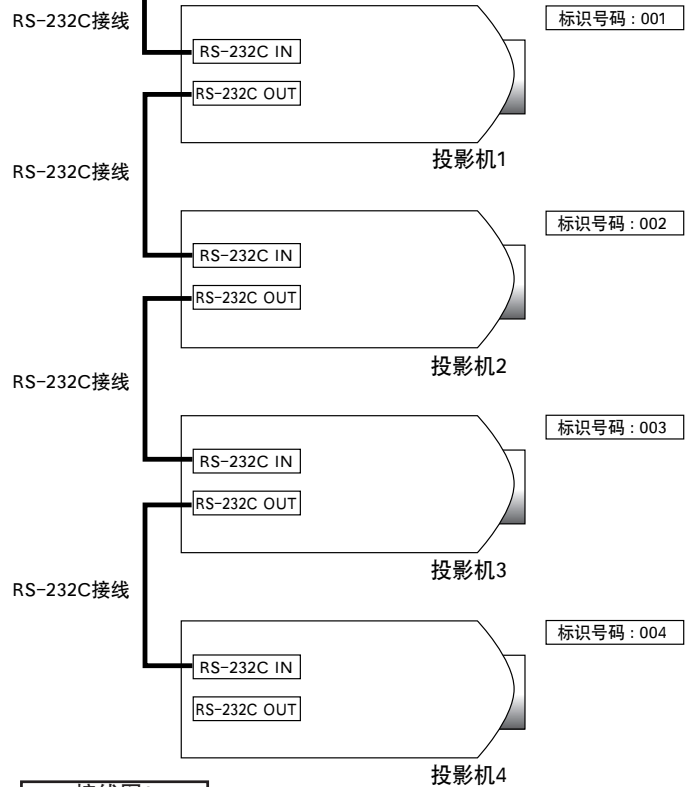 RS-232C接线
标识号码 : 001
RS-232C IN
RS-232C OUT
投影机1
RS-232C接线
标识号码 : 002
RS-232C IN
RS-232C OUT
投影机2
RS-232C接线
标识号码 : 003
RS-232C IN
RS-232C OUT
投影机3
RS-232C接线
标识号码 : 004
RS-232C IN
RS-232C OUT
投影机4